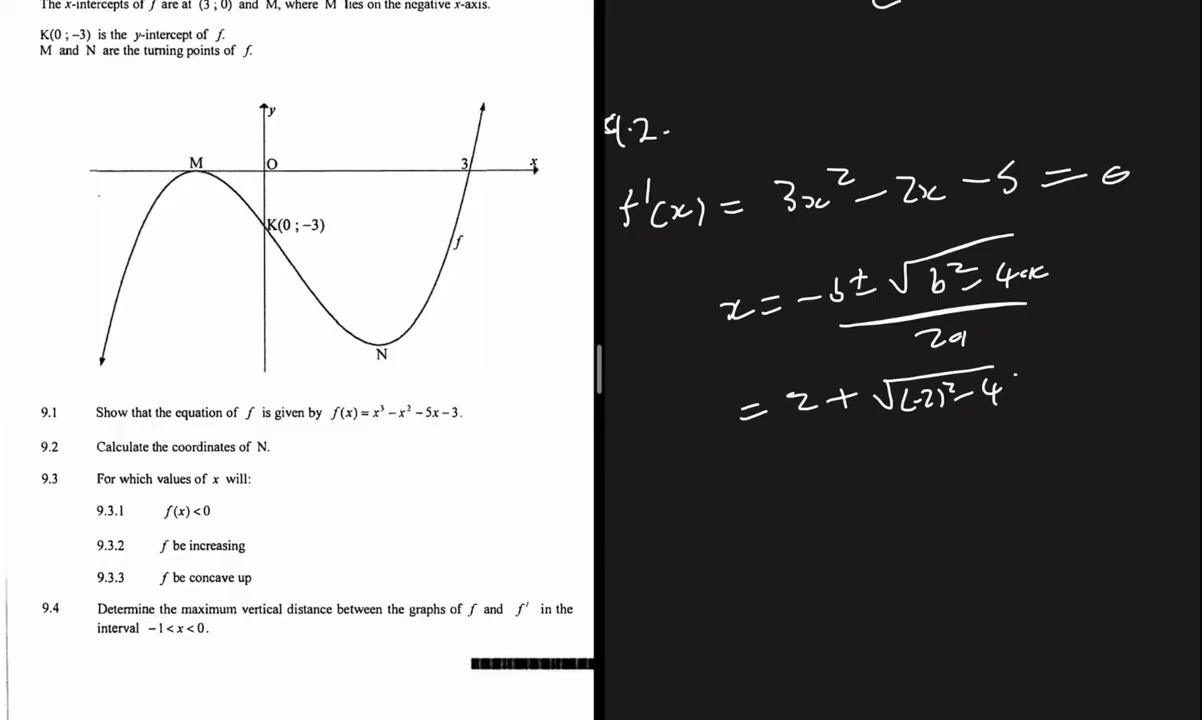 The x-intercepts of f are at (3 ; 0) and M, where M lies on the negative x-axis.
K(0 ; −3) is the y-intercept of f.
M and N are the turning points of f.
y
M
O
3
x
K(0 ; −3)
f
N
9.1 Show that the equation of f is given by f(x) = x³ − x² − 5x − 3.
9.2 Calculate the coordinates of N.
9.3 For which values of x will:
9.3.1 f(x) < 0
9.3.2 f be increasing
9.3.3 f be concave up
9.4 Determine the maximum vertical distance between the graphs of f and f′ in the
interval −1 < x < 0.
9.2.
f'(x) = 3x² − 2x − 5 = 0
x = −b ± √b² − 4ac
2a
= 2 + √(−2)² − 4